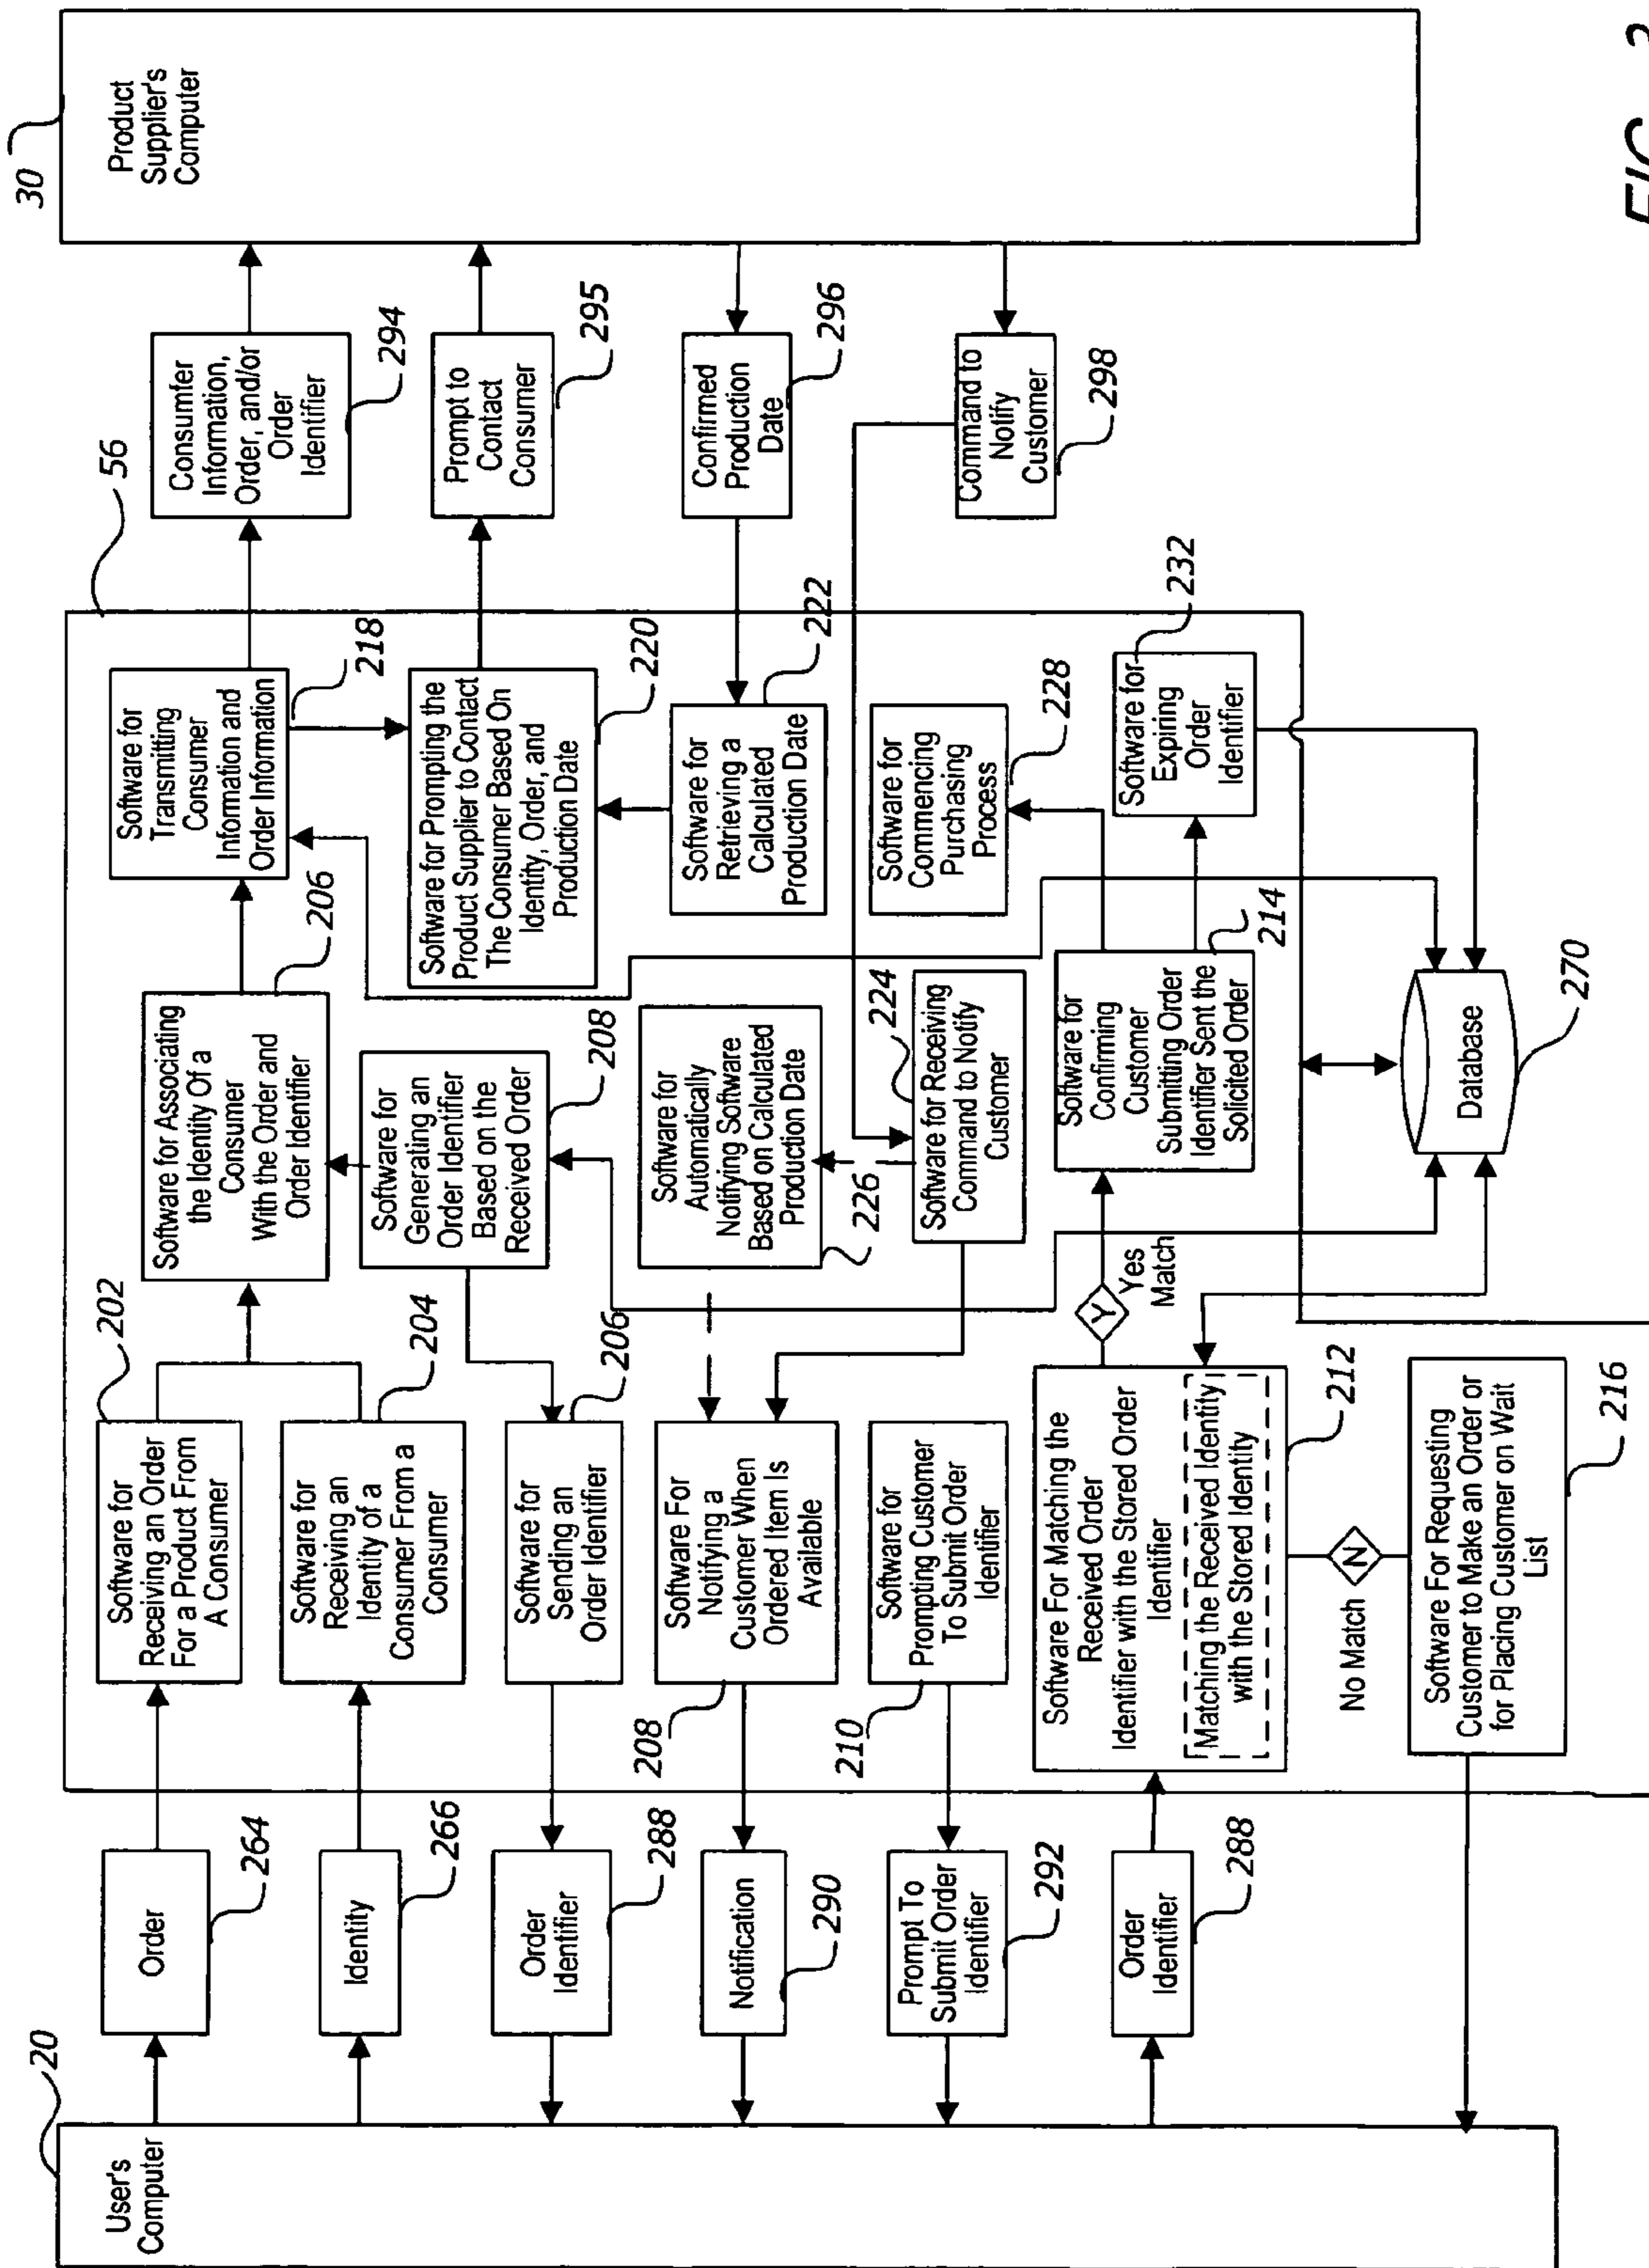 20
User's
Computer
Order
264
Identity
266
Order
Identifier
288
Notification
290
Prompt To
Submit Order
Identifier
292
Order
Identifier
288
Software for
Receiving an Order
For a Product From
A Consumer
202
Software for
Receiving an
Identity of a
Consumer From a
Consumer
204
Software for
Sending an
Order Identifier
206
Software For
Notifying a
Customer When
Ordered Item Is
Available
208
Software for
Prompting Customer
To Submit Order
Identifier
210
Software For Matching the
Received Order
Identifier with the Stored Order
Identifier
Matching the Received Identity
with the Stored Identity
212
No Match
N
Software For Requesting
Customer to Make an Order or
for Placing Customer on Wait
List
216
Y
Yes
Match
Software for Associating
the Identity Of a
Consumer
With the Order and
Order Identifier
206
Software for
Generating an
Order Identifier
Based on the
Received Order
208
Software for
Automatically
Notifying Software
Based on Calculated
Production Date
226
Software for Receiving
Command to Notify
Customer
224
Software for
Confirming
Customer
Submitting Order
Identifier Sent the
Solicited Order
214
Database
270
56
Software for
Transmitting
Consumer
Information and
Order Information
218
Software for Prompting the
Product Supplier to Contact
The Consumer Based On
Identity, Order, and
Production Date
220
Software for
Retrieving a
Calculated
Production Date
222
Software for
Commencing
Purchasing
Process
228
Software for
Expiring
Order
Identifier
232
Consumfer
Information,
Order, and/or
Order
Identifier
294
Prompt to
Contact
Consumer
295
Confirmed
Production
Date
296
Command to
Notify
Customer
298
30
Product
Supplier's
Computer